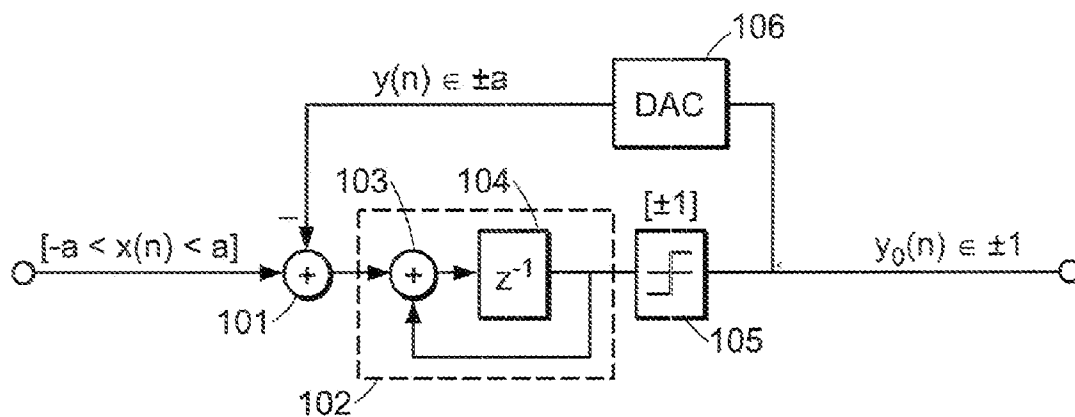 106
y(n) ∈ ±a
DAC
103
104
[±1]
−
[-a < x(n) < a]
+
+
z⁻¹
y₀(n) ∈ ±1
101
105
102